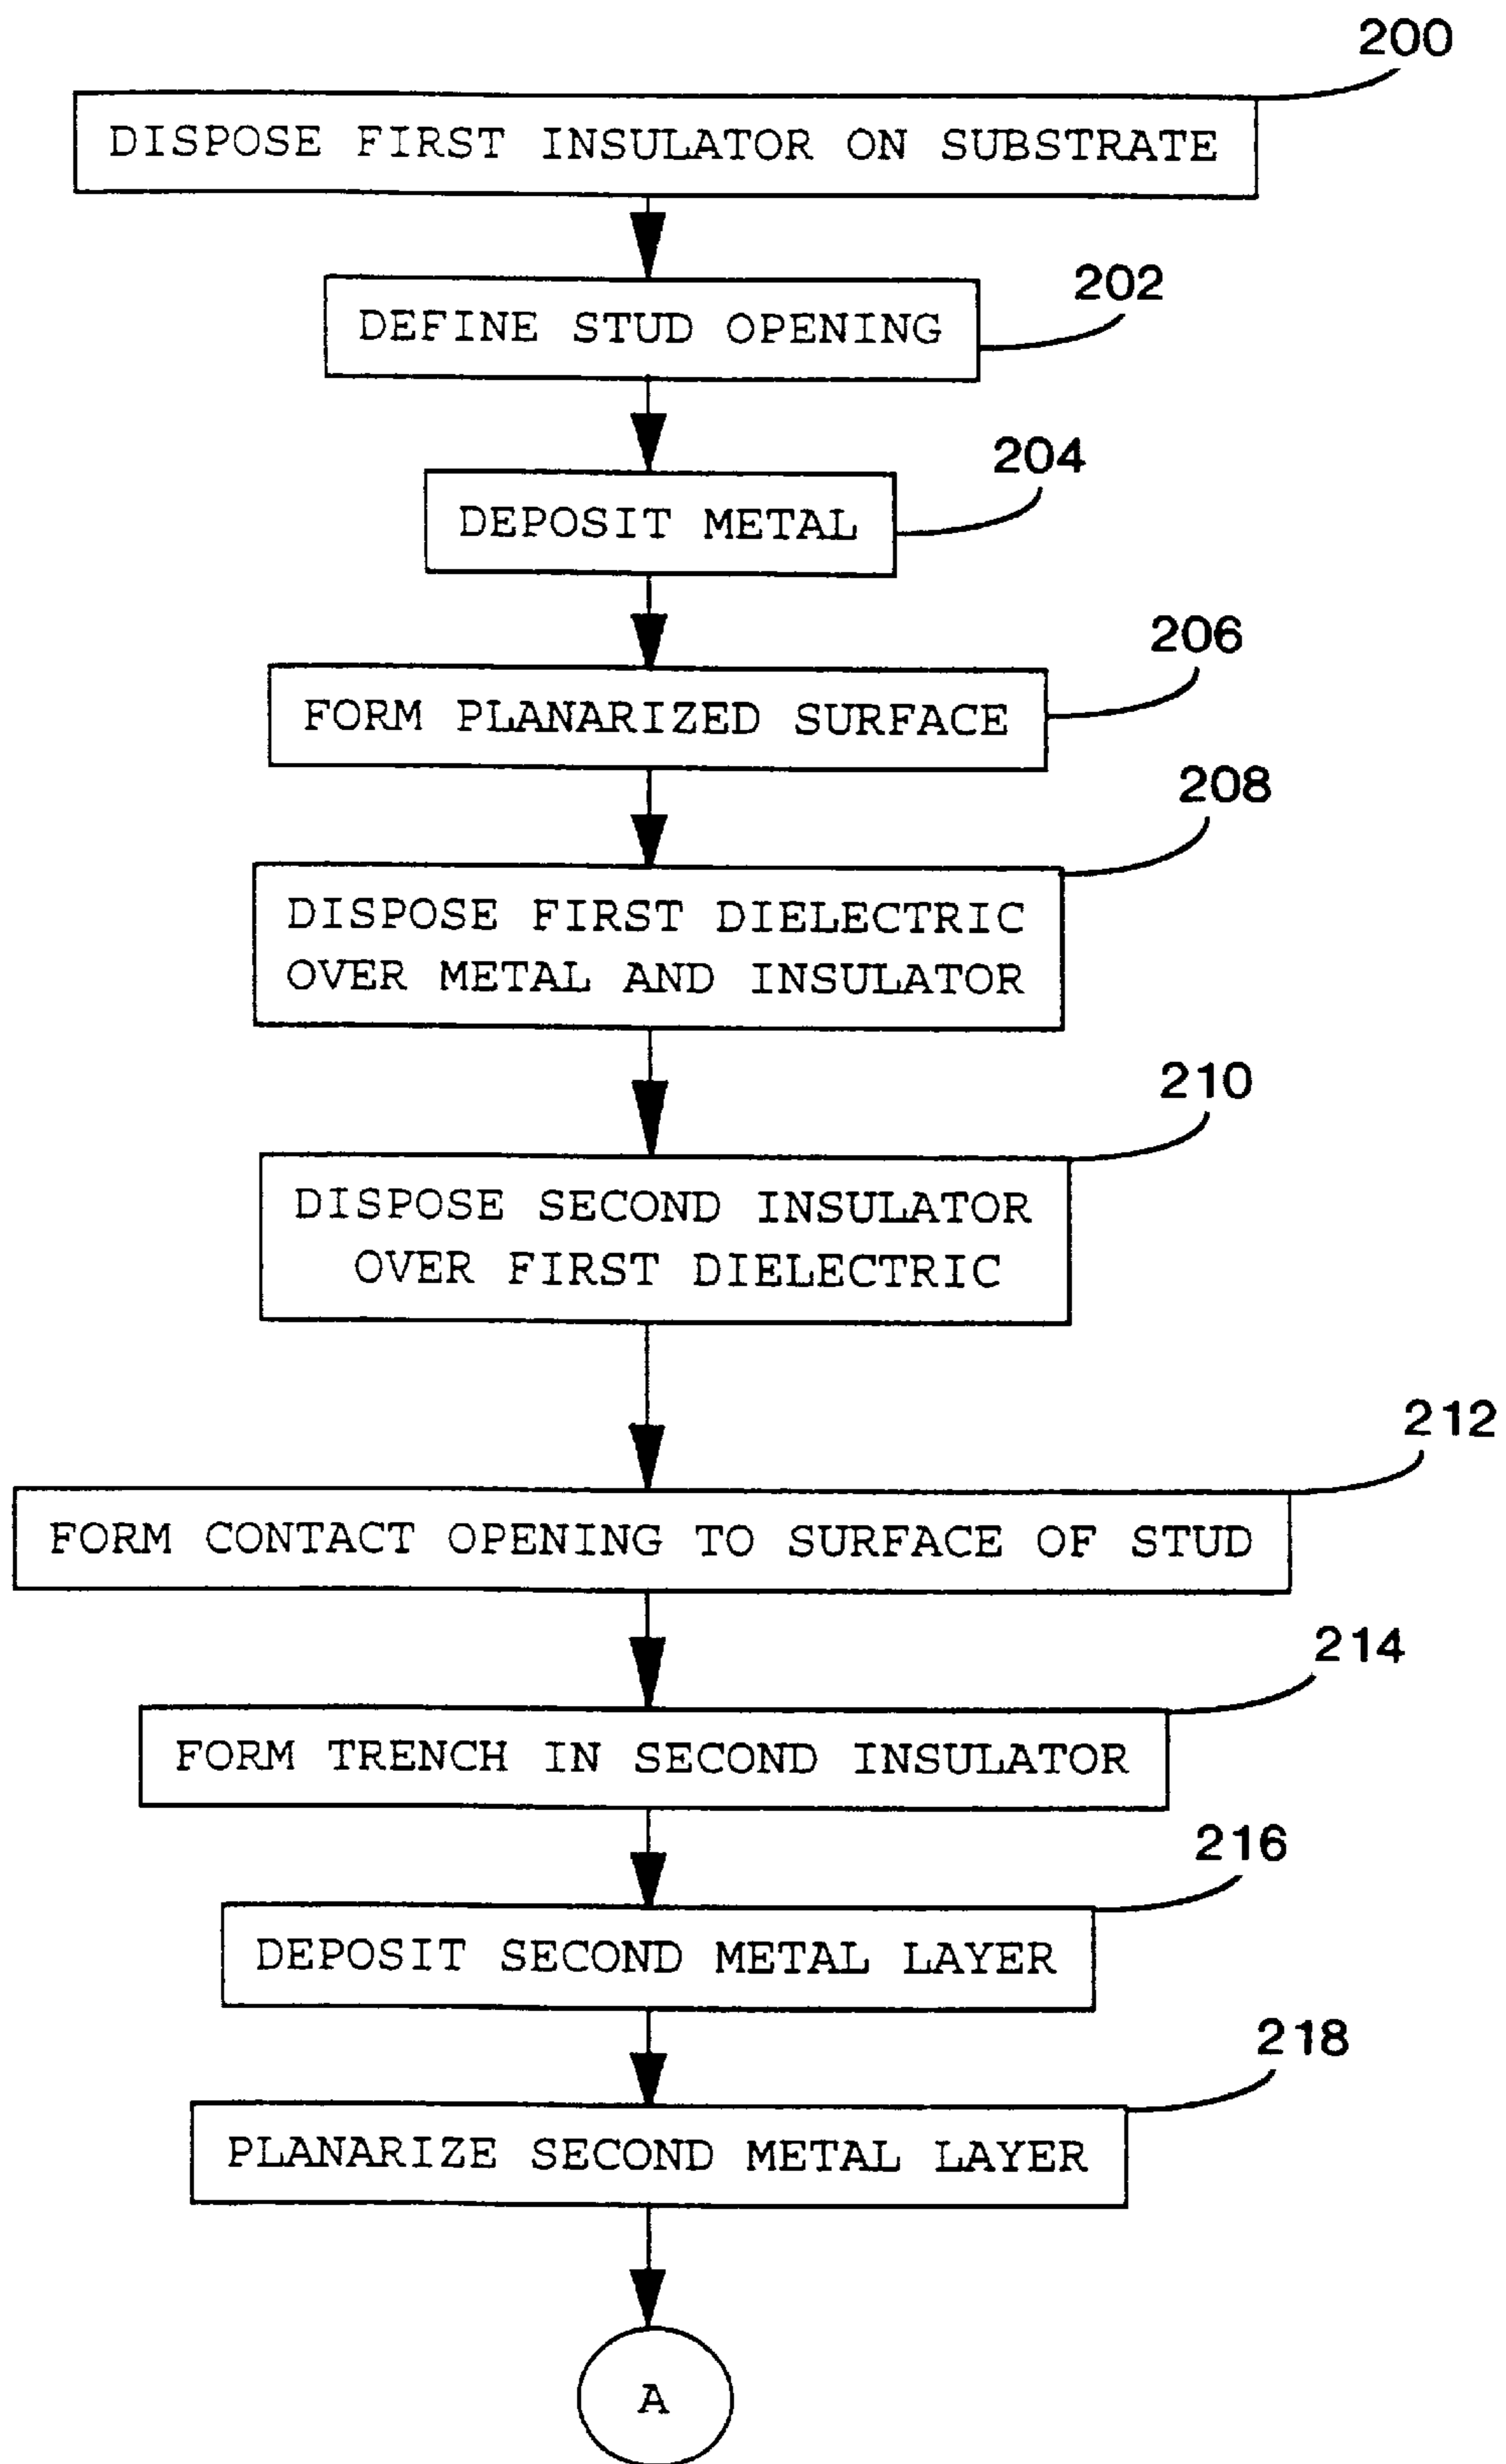 200
DISPOSE FIRST INSULATOR ON SUBSTRATE
202
DEFINE STUD OPENING
204
DEPOSIT METAL
206
FORM PLANARIZED SURFACE
208
DISPOSE FIRST DIELECTRIC
OVER METAL AND INSULATOR
210
DISPOSE SECOND INSULATOR
OVER FIRST DIELECTRIC
212
FORM CONTACT OPENING TO SURFACE OF STUD
214
FORM TRENCH IN SECOND INSULATOR
216
DEPOSIT SECOND METAL LAYER
218
PLANARIZE SECOND METAL LAYER
A